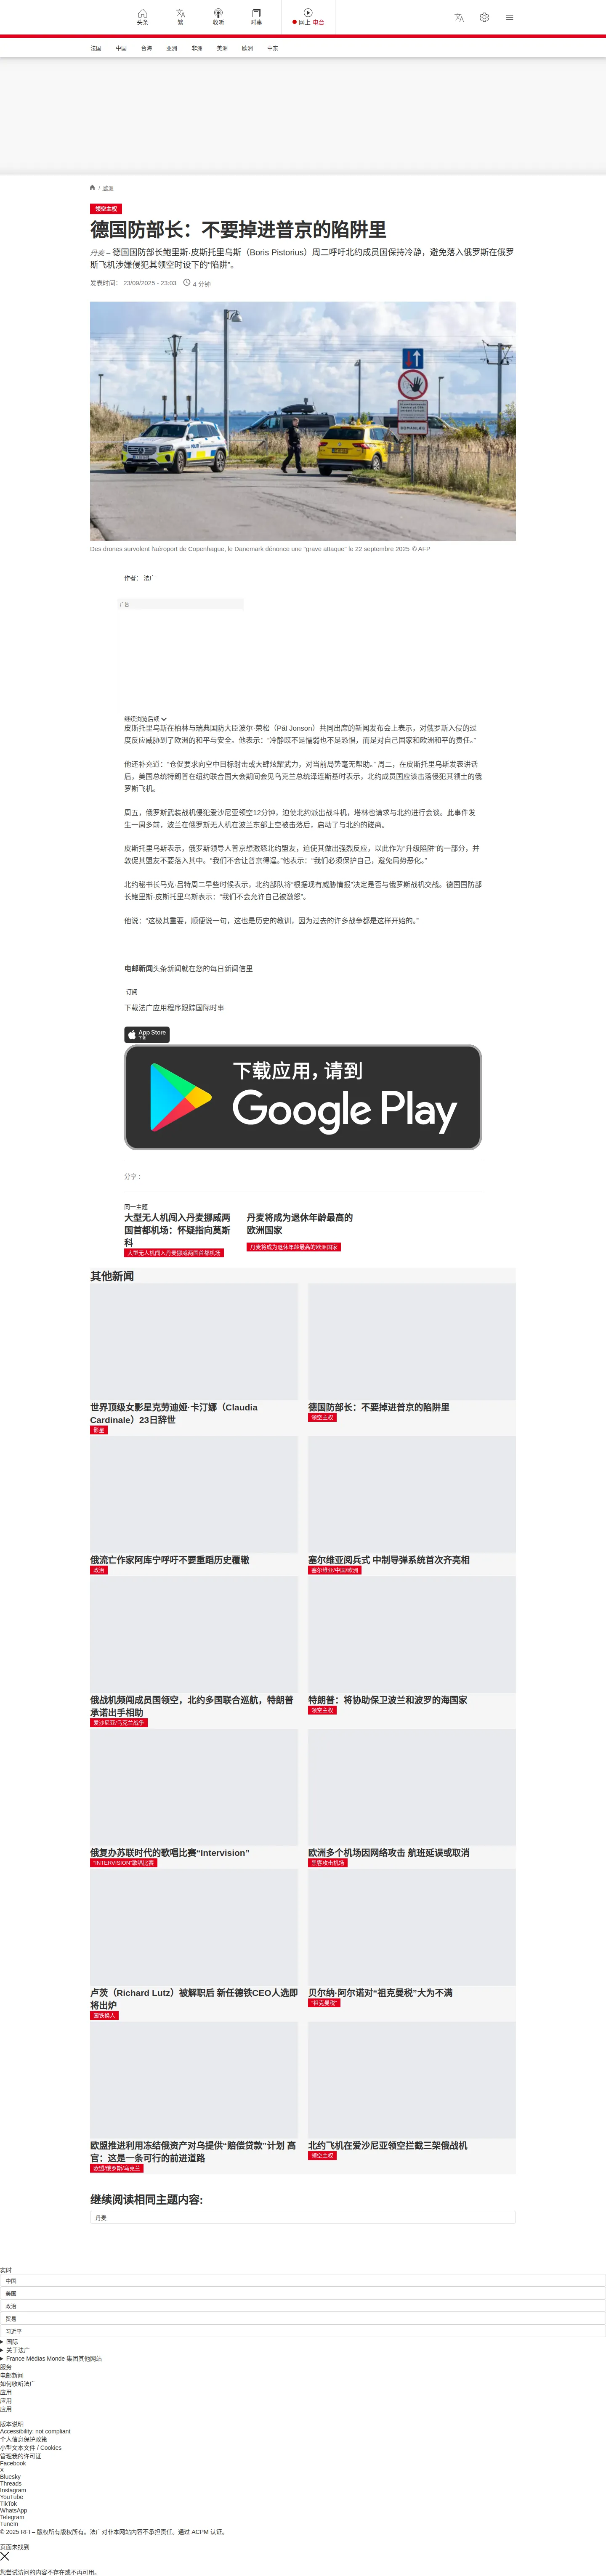 头条
繁
收听
时事
网上 电台
法国
中国
台海
亚洲
非洲
美洲
欧洲
中东
/ 欧洲
领空主权
德国防部长：不要掉进普京的陷阱里
丹麦 – 德国国防部长鲍里斯·皮斯托里乌斯（Boris Pistorius）周二呼吁北约成员国保持冷静，避免落入俄罗斯在俄罗
斯飞机涉嫌侵犯其领空时设下的“陷阱”。
发表时间： 23/09/2025 - 23:03 4 分钟
Des drones survolent l'aéroport de Copenhague, le Danemark dénonce une "grave attaque" le 22 septembre 2025 © AFP
作者： 法广
广告
继续浏览后续
皮斯托里乌斯在柏林与瑞典国防大臣波尔-荣松（Pål Jonson）共同出席的新闻发布会上表示，对俄罗斯入侵的过
度反应威胁到了欧洲的和平与安全。他表示：“冷静既不是懦弱也不是恐惧，而是对自己国家和欧洲和平的责任。”
他还补充道：“仓促要求向空中目标射击或大肆炫耀武力，对当前局势毫无帮助。” 周二，在皮斯托里乌斯发表讲话
后，美国总统特朗普在纽约联合国大会期间会见乌克兰总统泽连斯基时表示，北约成员国应该击落侵犯其领土的俄
罗斯飞机。
周五，俄罗斯武装战机侵犯爱沙尼亚领空12分钟，迫使北约派出战斗机，塔林也请求与北约进行会谈。此事件发
生一周多前，波兰在俄罗斯无人机在波兰东部上空被击落后，启动了与北约的磋商。
皮斯托里乌斯表示，俄罗斯领导人普京想激怒北约盟友，迫使其做出强烈反应，以此作为“升级陷阱”的一部分，并
敦促其盟友不要落入其中。“我们不会让普京得逞。”他表示：“我们必须保护自己，避免局势恶化。”
北约秘书长马克·吕特周二早些时候表示，北约部队将“根据现有威胁情报”决定是否与俄罗斯战机交战。德国国防部
长鲍里斯·皮斯托里乌斯表示：“我们不会允许自己被激怒”。
他说：“这极其重要，顺便说一句，这也是历史的教训，因为过去的许多战争都是这样开始的。”
电邮新闻头条新闻就在您的每日新闻信里
订阅
下载法广应用程序跟踪国际时事
App Store
下载
下载应用，请到
Google Play
分享 :
同一主题
大型无人机闯入丹麦挪威两
国首都机场：怀疑指向莫斯
科
大型无人机闯入丹麦挪威两国首都机场
丹麦将成为退休年龄最高的
欧洲国家
丹麦将成为退休年龄最高的欧洲国家
其他新闻
世界顶级女影星克劳迪娅·卡汀娜（Claudia
Cardinale）23日辞世
影星
德国防部长：不要掉进普京的陷阱里
领空主权
俄流亡作家阿库宁呼吁不要重蹈历史覆辙
政治
塞尔维亚阅兵式 中制导弹系统首次齐亮相
塞尔维亚/中国/欧洲
俄战机频闯成员国领空，北约多国联合巡航，特朗普
承诺出手相助
爱沙尼亚/乌克兰战争
特朗普：将协助保卫波兰和波罗的海国家
领空主权
俄复办苏联时代的歌唱比赛“Intervision”
"INTERVISION"歌唱比赛
欧洲多个机场因网络攻击 航班延误或取消
黑客攻击机场
卢茨（Richard Lutz）被解职后 新任德铁CEO人选即
将出炉
国铁换人
贝尔纳·阿尔诺对“祖克曼税”大为不满
“祖克曼税”
欧盟推进利用冻结俄资产对乌提供“赔偿贷款”计划 高
官：这是一条可行的前进道路
欧盟/俄罗斯/乌克兰
北约飞机在爱沙尼亚领空拦截三架俄战机
领空主权
继续阅读相同主题内容:
丹麦
实时
中国
美国
政治
贸易
习近平
国际
关于法广
France Médias Monde 集团其他网站
服务
电邮新闻
如何收听法广
应用
应用
应用
版本说明
Accessibility: not compliant
个人信息保护政策
小型文本文件 / Cookies
管理我的许可证
Facebook
X
Bluesky
Threads
Instagram
YouTube
TikTok
WhatsApp
Telegram
TuneIn
© 2025 RFI – 版权所有版权所有。法广对非本网站内容不承担责任。通过 ACPM 认证。
页面未找到
您尝试访问的内容不存在或不再可用。